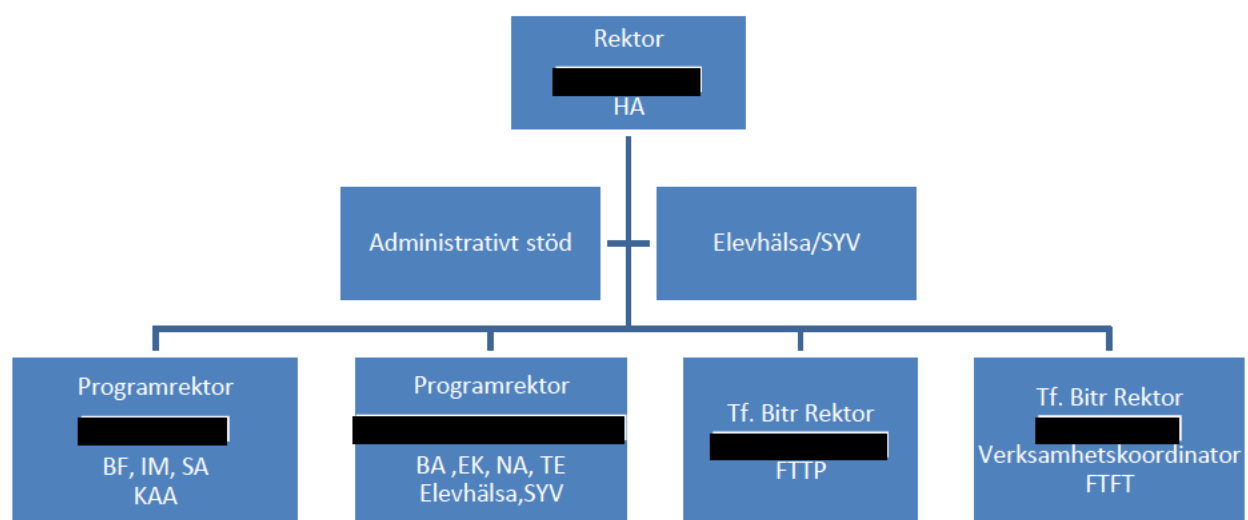 Rektor
HA
Administrativt stöd
Elevhälsa/SYV
Programrektor
BF, IM, SA
KAA
Programrektor
BA ,EK, NA, TE
Elevhälsa,SYV
Tf. Bitr Rektor
FTTP
Tf. Bitr Rektor
Verksamhetskoordinator
FTFT